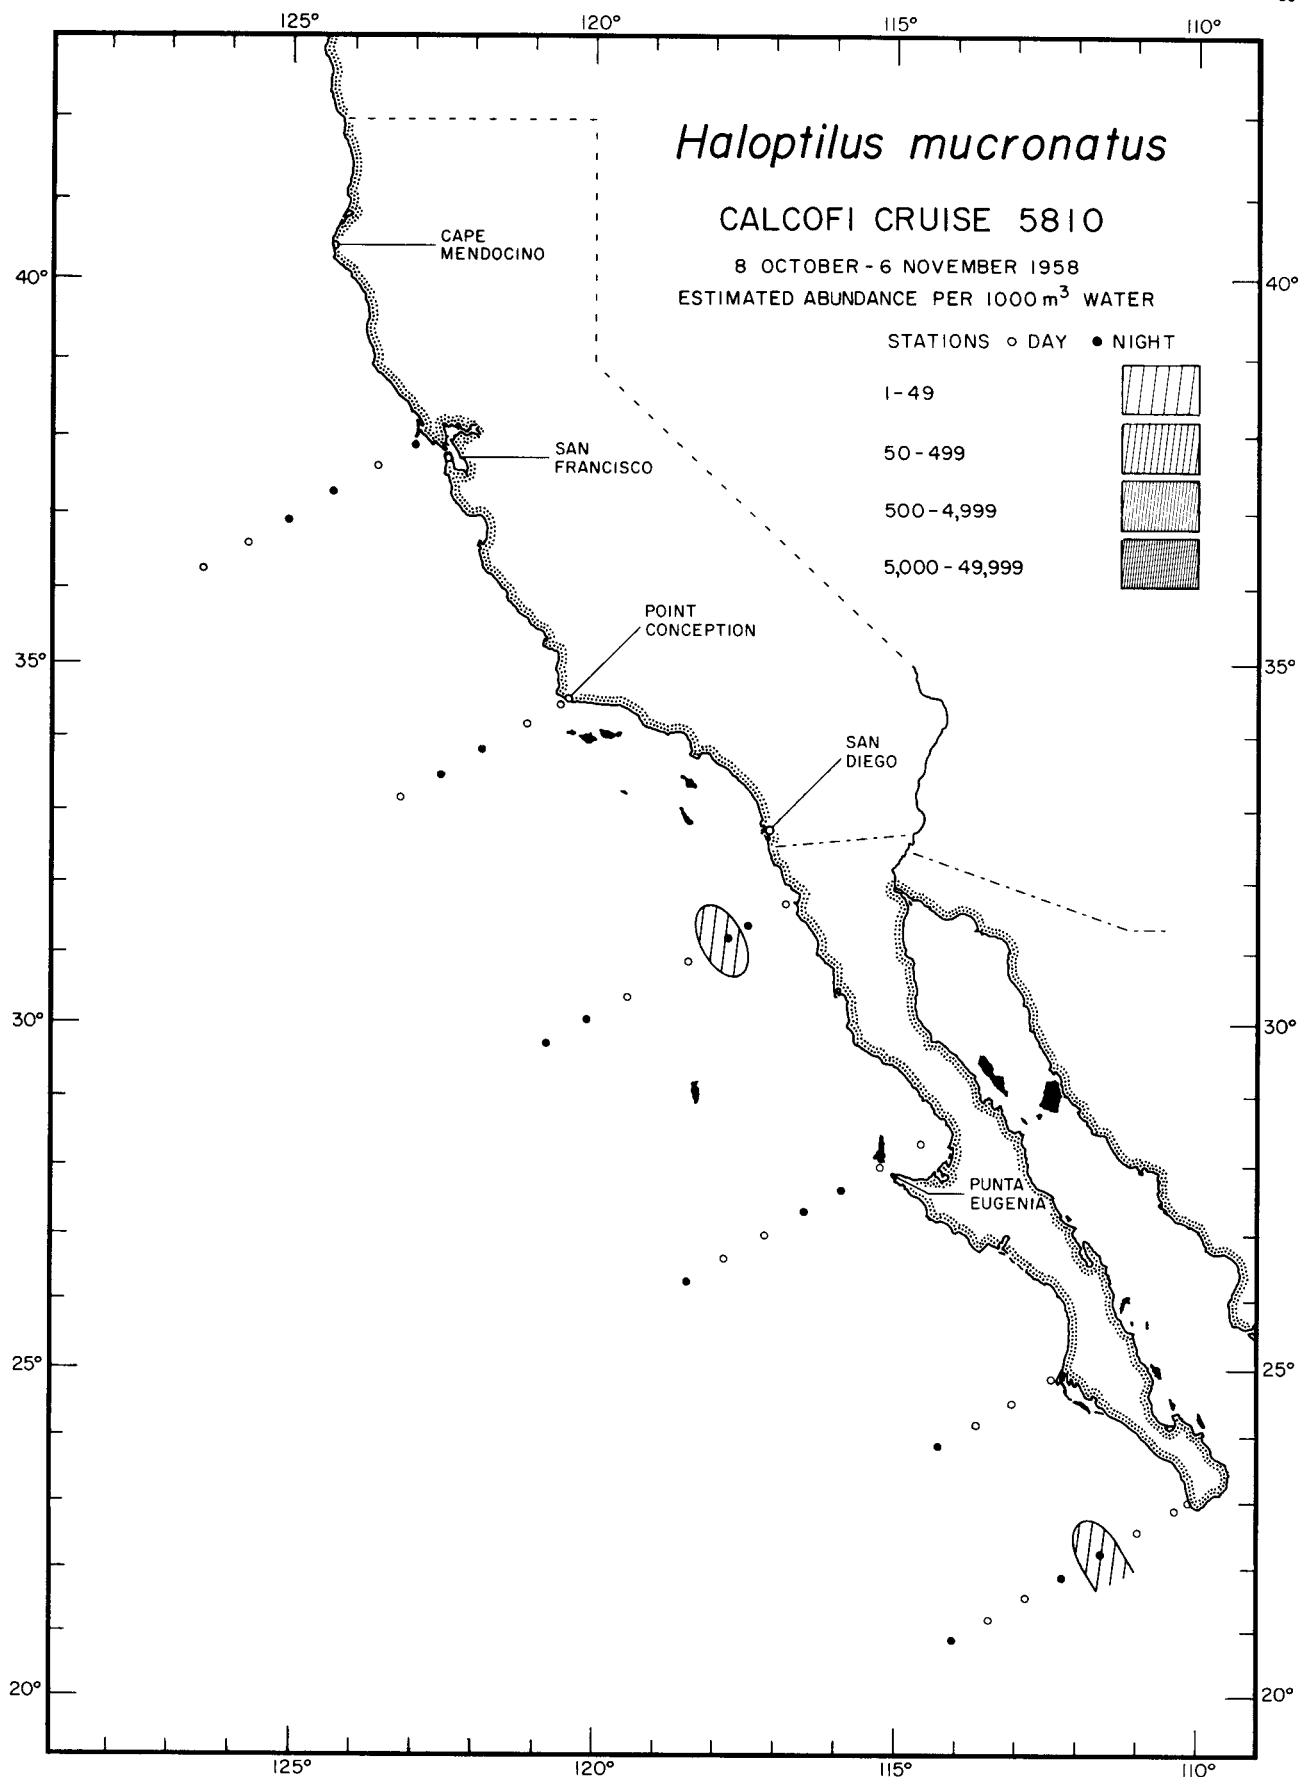 125° 120° 115° 110°
Haloptilus mucronatus
CALCOFI CRUISE 5810
8 OCTOBER - 6 NOVEMBER 1958
ESTIMATED ABUNDANCE PER 1000 m³ WATER
STATIONS ○ DAY ● NIGHT
1-49
50-499
500-4,999
5,000-49,999
CAPE
MENDOCINO
40° 40°
SAN
FRANCISCO
POINT
CONCEPTION
35° 35°
SAN
DIEGO
30° 30°
PUNTA
EUGENIA
25° 25°
20° 20°
125° 120° 115° 110°